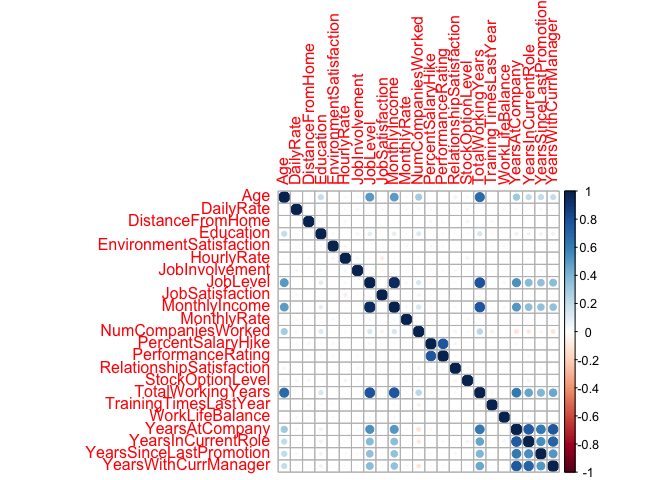 Age
DailyRate
DistanceFromHome
Education
EnvironmentSatisfaction
HourlyRate
JobInvolvement
JobLevel
JobSatisfaction
MonthlyIncome
MonthlyRate
NumCompaniesWorked
PercentSalaryHike
PerformanceRating
RelationshipSatisfaction
StockOptionLevel
TotalWorkingYears
TrainingTimesLastYear
WorkLifeBalance
YearsAtCompany
YearsInCurrentRole
YearsSinceLastPromotion
YearsWithCurrManager
Age
DailyRate
DistanceFromHome
Education
EnvironmentSatisfaction
HourlyRate
JobInvolvement
JobLevel
JobSatisfaction
MonthlyIncome
MonthlyRate
NumCompaniesWorked
PercentSalaryHike
PerformanceRating
RelationshipSatisfaction
StockOptionLevel
TotalWorkingYears
TrainingTimesLastYear
WorkLifeBalance
YearsAtCompany
YearsInCurrentRole
YearsSinceLastPromotion
YearsWithCurrManager
1
0.8
0.6
0.4
0.2
0
-0.2
-0.4
-0.6
-0.8
-1